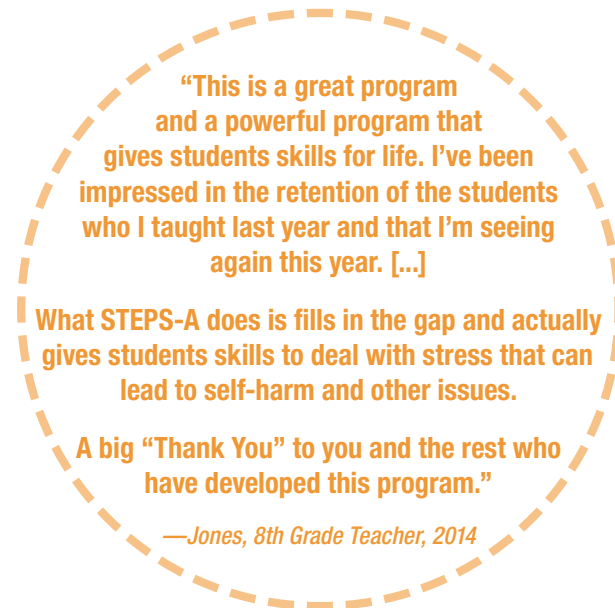 “This is a great program
and a powerful program that
gives students skills for life. I’ve been
impressed in the retention of the students
who I taught last year and that I’m seeing
again this year. [...]
What STEPS-A does is fills in the gap and actually
gives students skills to deal with stress that can
lead to self-harm and other issues.
A big “Thank You” to you and the rest who
have developed this program.”
—Jones, 8th Grade Teacher, 2014